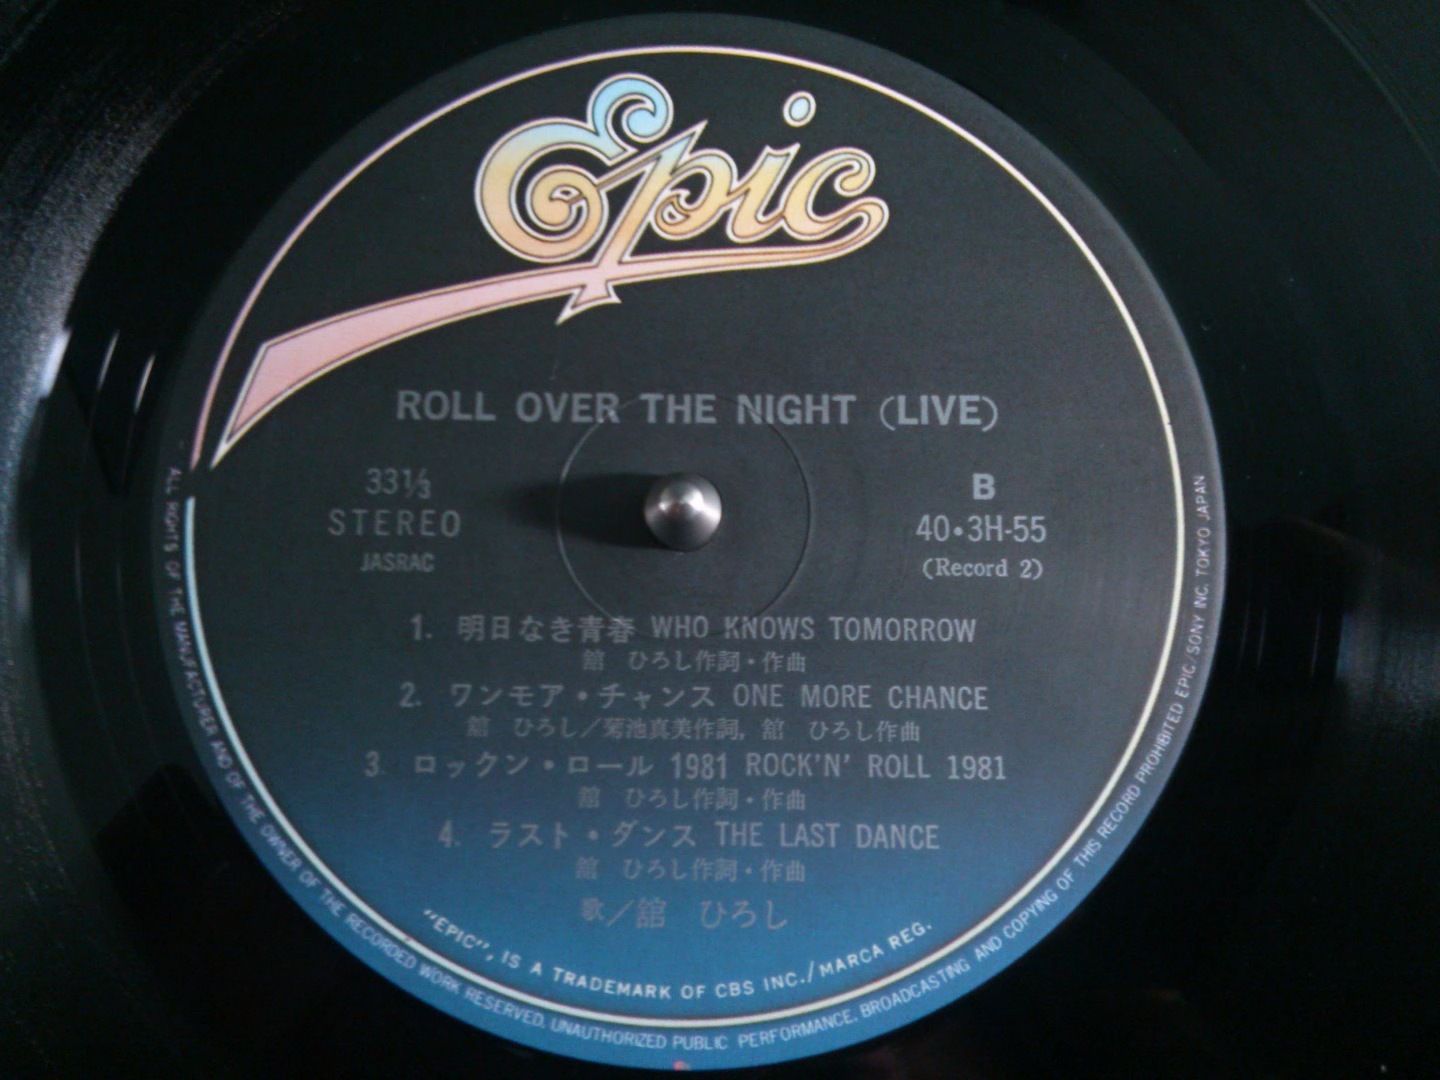 Epic
ROLL OVER THE NIGHT (LIVE)
33⅓
STEREO
JASRAC
B
40•3H-55
(Record 2)
1. 明日なき青春 WHO KNOWS TOMORROW
舘 ひろし作詞・作曲
2. ワンモア・チャンス ONE MORE CHANCE
舘 ひろし／菊池真美作詞, 舘 ひろし作曲
3. ロックン・ロール 1981 ROCK'N' ROLL 1981
舘 ひろし作詞・作曲
4. ラスト・ダンス THE LAST DANCE
舘 ひろし作詞・作曲
歌／舘 ひろし
"EPIC", IS A TRADEMARK OF CBS INC./MARCA REG.
ALL RIGHTS OF THE MANUFACTURER AND OF THE OWNER OF THE RECORDED WORK RESERVED. UNAUTHORIZED PUBLIC PERFORMANCE. BROADCASTING AND COPYING OF THIS RECORD PROHIBITED EPIC/SONY INC. TOKYO JAPAN